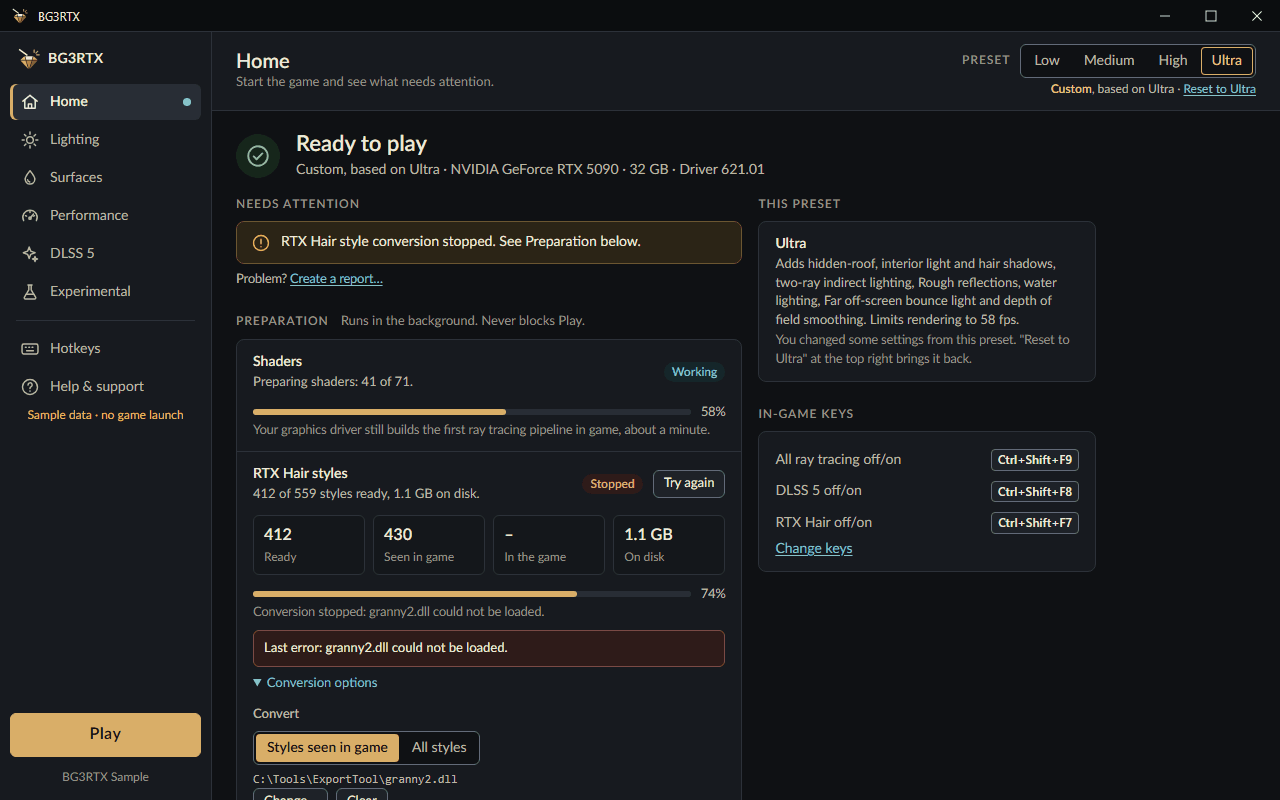 BG3RTX
BG3RTX
Home
Lighting
Surfaces
Performance
DLSS 5
Experimental
Hotkeys
Help & support
Sample data · no game launch
Play
BG3RTX Sample
Home
Start the game and see what needs attention.
PRESET Low Medium High Ultra
Custom, based on Ultra · Reset to Ultra
Ready to play
Custom, based on Ultra · NVIDIA GeForce RTX 5090 · 32 GB · Driver 621.01
NEEDS ATTENTION
RTX Hair style conversion stopped. See Preparation below.
Problem? Create a report...
PREPARATION Runs in the background. Never blocks Play.
Shaders
Preparing shaders: 41 of 71.
Working
58%
Your graphics driver still builds the first ray tracing pipeline in game, about a minute.
RTX Hair styles
412 of 559 styles ready, 1.1 GB on disk.
Stopped
Try again
412
Ready
430
Seen in game
–
In the game
1.1 GB
On disk
74%
Conversion stopped: granny2.dll could not be loaded.
Last error: granny2.dll could not be loaded.
▼ Conversion options
Convert
Styles seen in game All styles
C:\Tools\ExportTool\granny2.dll
Change... Clear
THIS PRESET
Ultra
Adds hidden-roof, interior light and hair shadows,
two-ray indirect lighting, Rough reflections, water
lighting, Far off-screen bounce light and depth of
field smoothing. Limits rendering to 58 fps.
You changed some settings from this preset. "Reset to
Ultra" at the top right brings it back.
IN-GAME KEYS
All ray tracing off/on Ctrl+Shift+F9
DLSS 5 off/on Ctrl+Shift+F8
RTX Hair off/on Ctrl+Shift+F7
Change keys